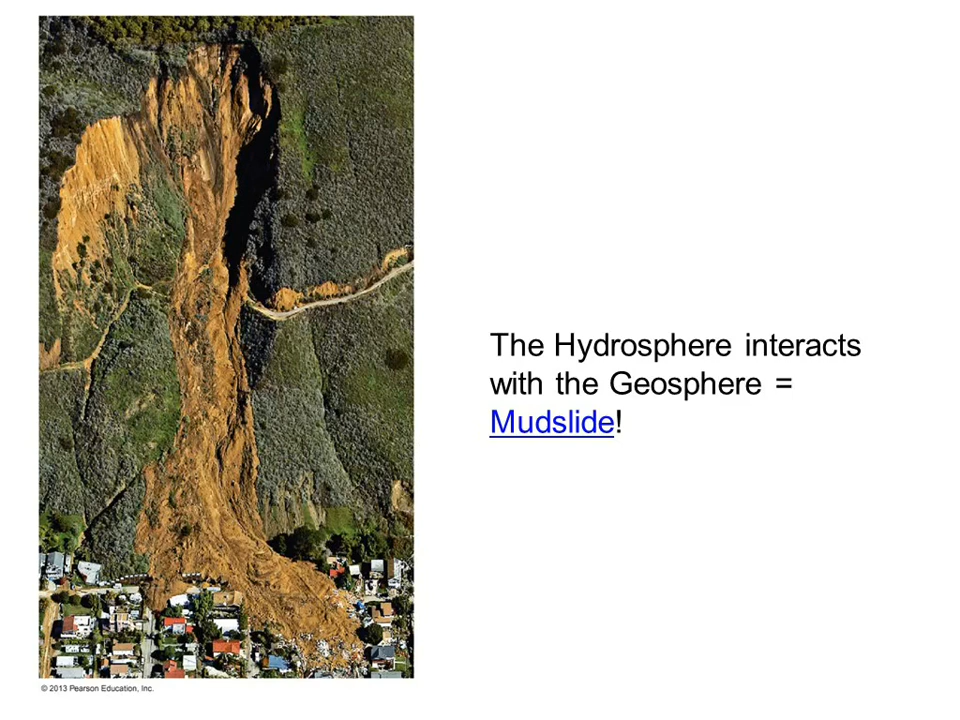 The Hydrosphere interacts
with the Geosphere =
Mudslide!
© 2013 Pearson Education, Inc.